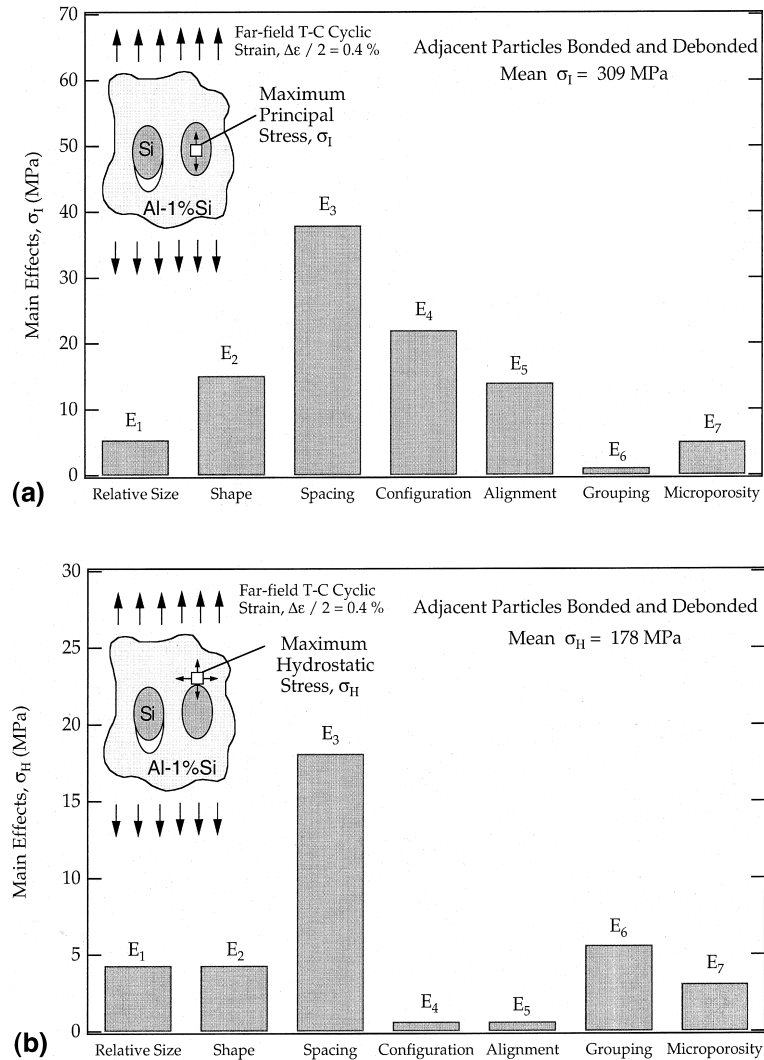 70
60
50
40
30
20
10
0
Main Effects, σI (MPa)
Far-field T-C Cyclic
Strain, Δε / 2 = 0.4 %
Adjacent Particles Bonded and Debonded
Mean σI = 309 MPa
Maximum
Principal
Stress, σI
Si
Al-1%Si
E1
E2
E3
E4
E5
E6
E7
(a)
Relative Size
Shape
Spacing
Configuration
Alignment
Grouping
Microporosity
30
25
20
15
10
5
0
Main Effects, σH (MPa)
Far-field T-C Cyclic
Strain, Δε / 2 = 0.4 %
Adjacent Particles Bonded and Debonded
Mean σH = 178 MPa
Maximum
Hydrostatic
Stress, σH
Si
Al-1%Si
E1
E2
E3
E4
E5
E6
E7
(b)
Relative Size
Shape
Spacing
Configuration
Alignment
Grouping
Microporosity